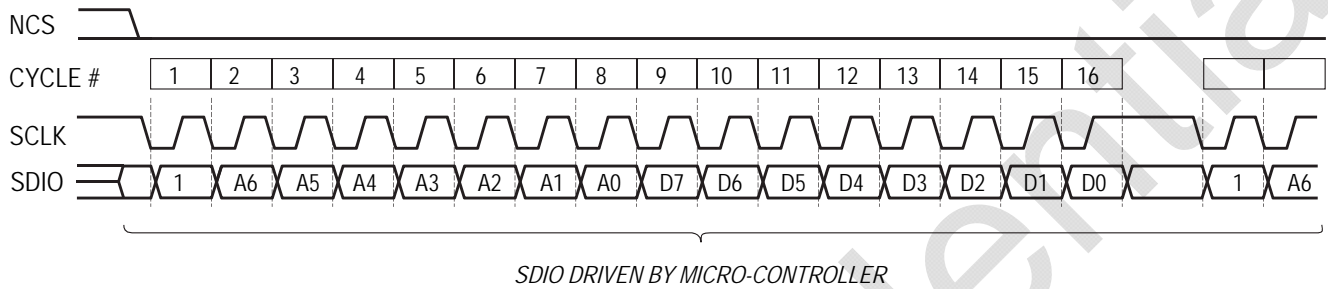 NCS
CYCLE # 1 2 3 4 5 6 7 8 9 10 11 12 13 14 15 16
SCLK
SDIO 1 A6 A5 A4 A3 A2 A1 A0 D7 D6 D5 D4 D3 D2 D1 D0 1 A6
SDIO DRIVEN BY MICRO-CONTROLLER